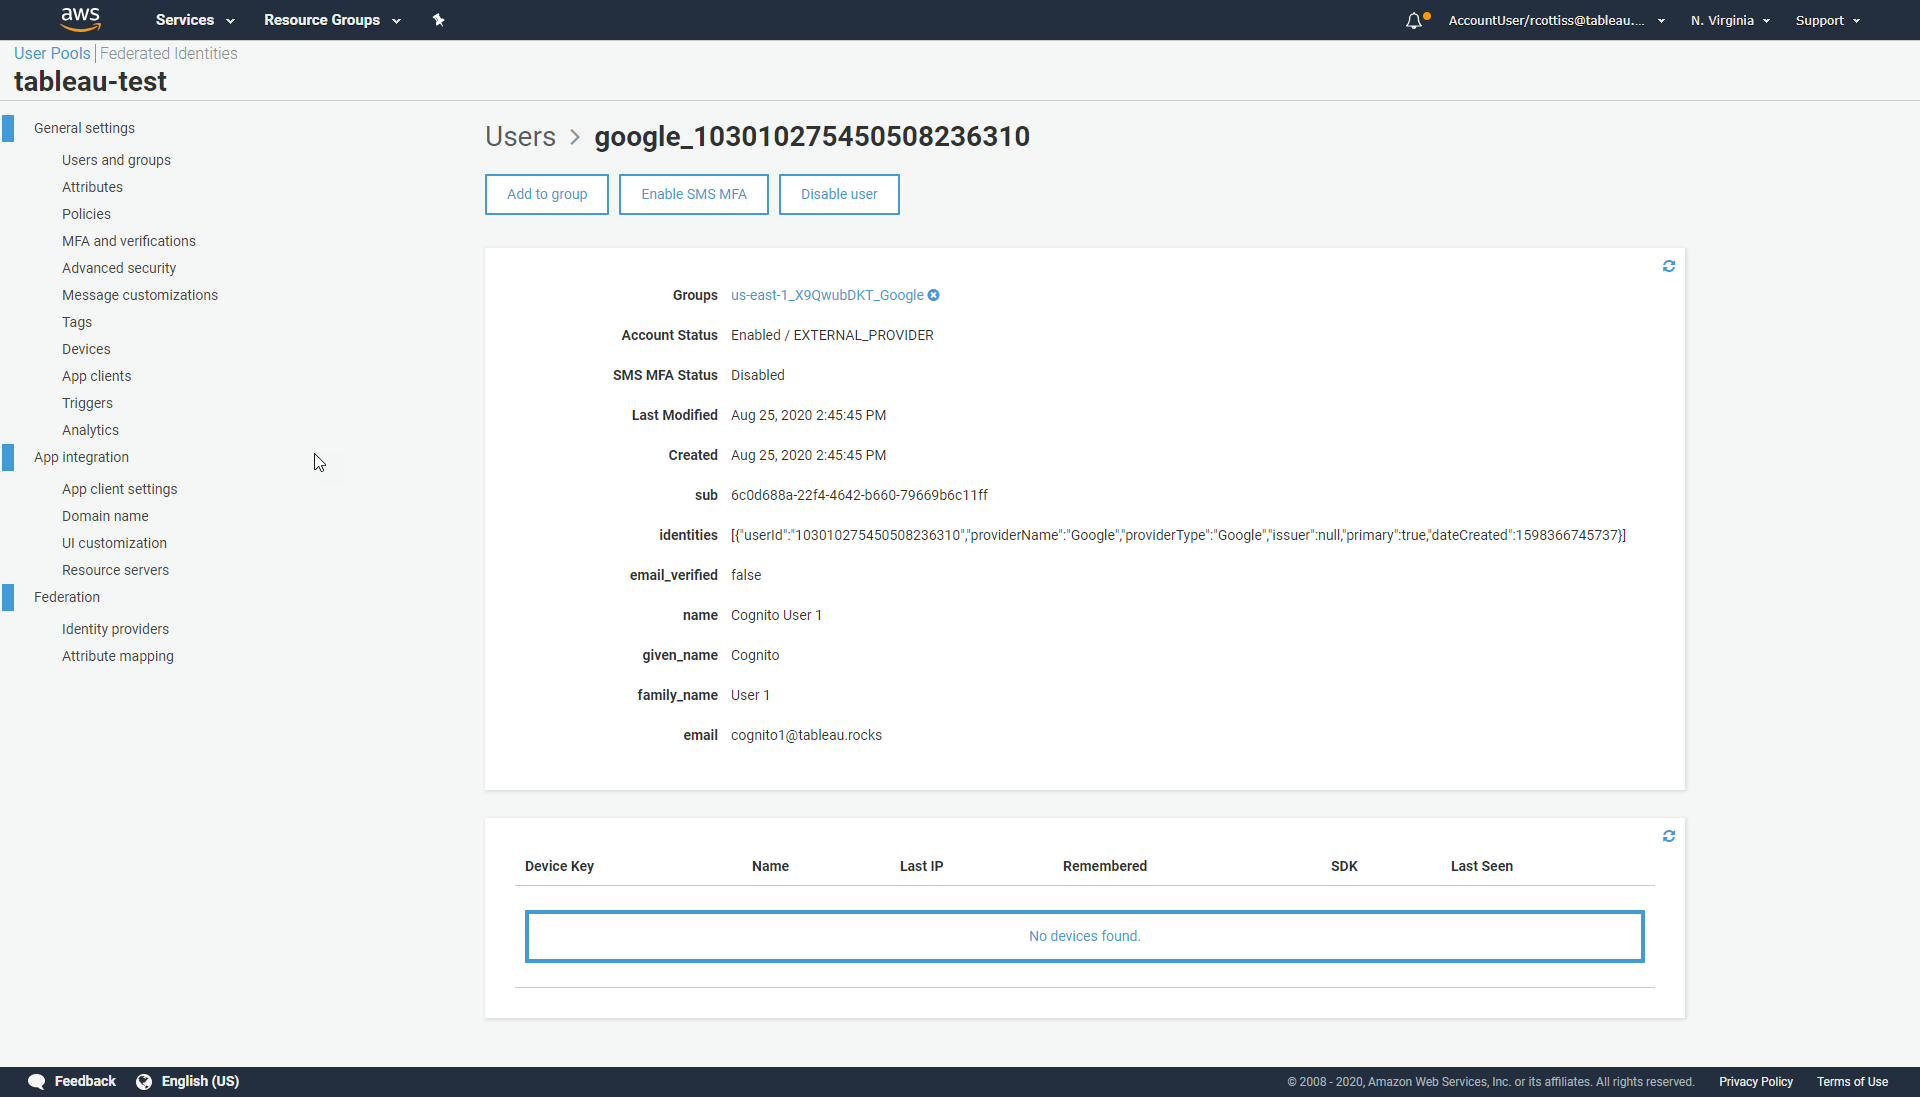 aws Services Resource Groups AccountUser/rcottiss@tableau.... N. Virginia Support
User Pools Federated Identities
tableau-test
General settings
Users and groups
Attributes
Policies
MFA and verifications
Advanced security
Message customizations
Tags
Devices
App clients
Triggers
Analytics
App integration
App client settings
Domain name
UI customization
Resource servers
Federation
Identity providers
Attribute mapping
Users > google_103010275450508236310
Add to group Enable SMS MFA Disable user
Groups us-east-1_X9QwubDKT_Google
Account Status Enabled / EXTERNAL_PROVIDER
SMS MFA Status Disabled
Last Modified Aug 25, 2020 2:45:45 PM
Created Aug 25, 2020 2:45:45 PM
sub 6c0d688a-22f4-4642-b660-79669b6c11ff
identities [{"userId":"103010275450508236310","providerName":"Google","providerType":"Google","issuer":null,"primary":true,"dateCreated":1598366745737}]
email_verified false
name Cognito User 1
given_name Cognito
family_name User 1
email cognito1@tableau.rocks
Device Key Name Last IP Remembered SDK Last Seen
No devices found.
Feedback English (US) © 2008 - 2020, Amazon Web Services, Inc. or its affiliates. All rights reserved. Privacy Policy Terms of Use